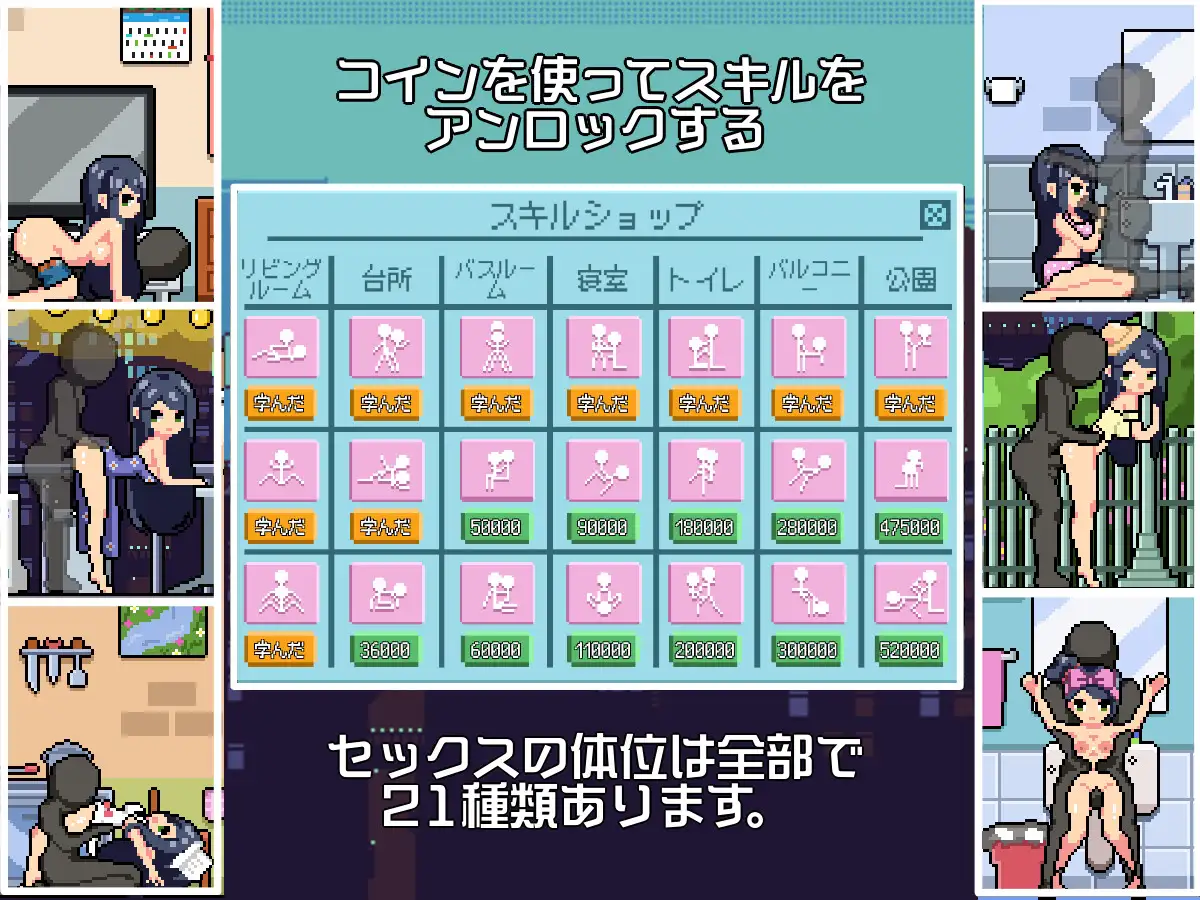 コインを使ってスキルを
アンロックする
スキルショップ
リビング
ルーム
台所
バスルー
ム
寝室
トイレ
バルコニ
ー
公園
学んだ 学んだ 学んだ 学んだ 学んだ 学んだ 学んだ
学んだ 学んだ 50000 90000 180000 280000 475000
学んだ 36000 60000 110000 200000 300000 520000
セックスの体位は全部で
21種類あります。